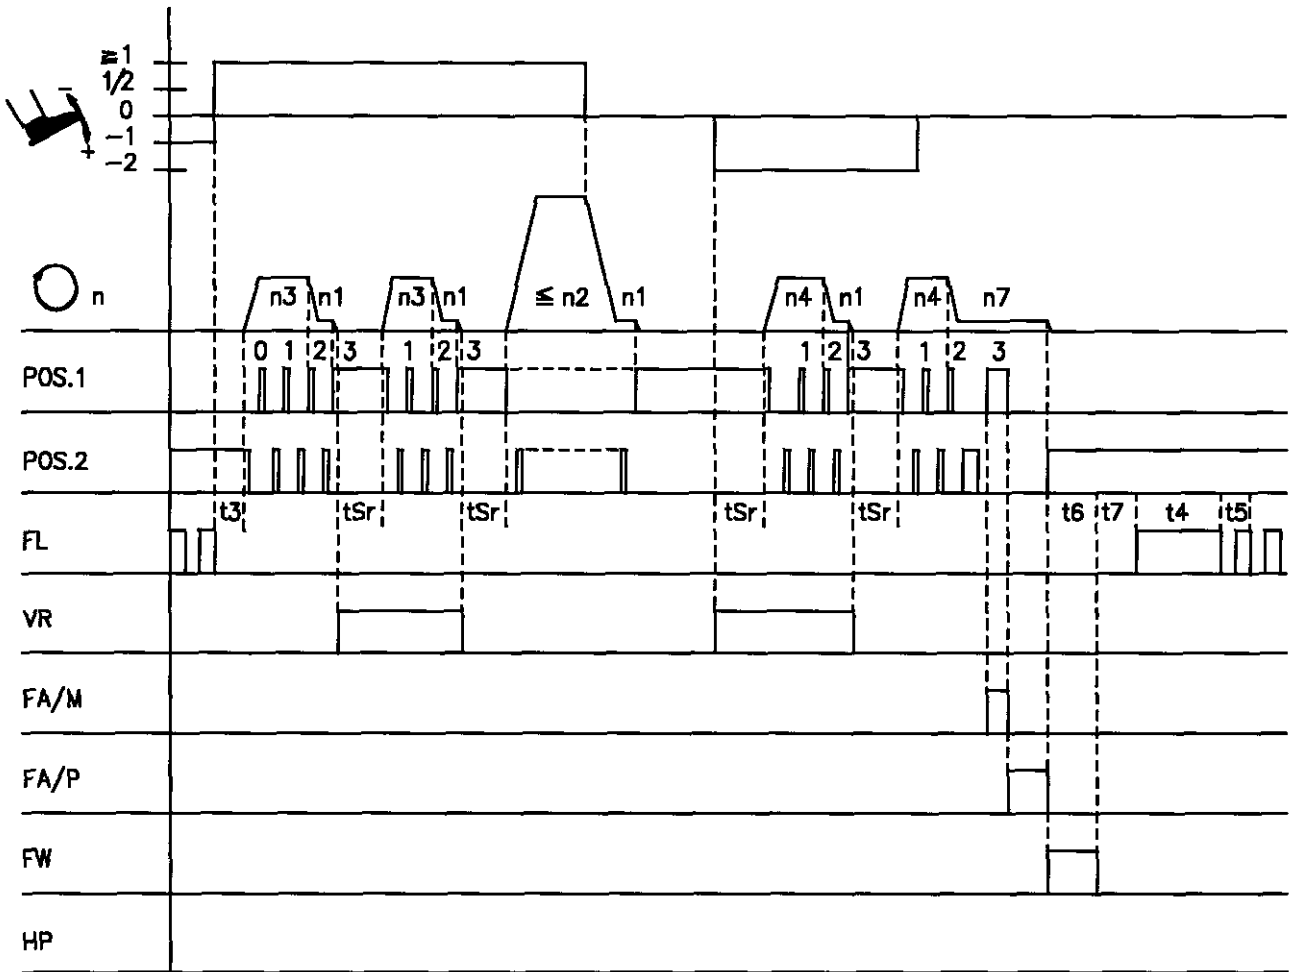 ≧1
1/2
0
-1
-2
-
+
n
n3 n1 n3 n1 ≦ n2 n1 n4 n1 n4 n7
0 1 2 3 1 2 3 1 2 3 1 2 3
POS.1
POS.2
t3 tSr tSr tSr tSr t6 t7 t4 t5
FL
VR
FA/M
FA/P
FW
HP